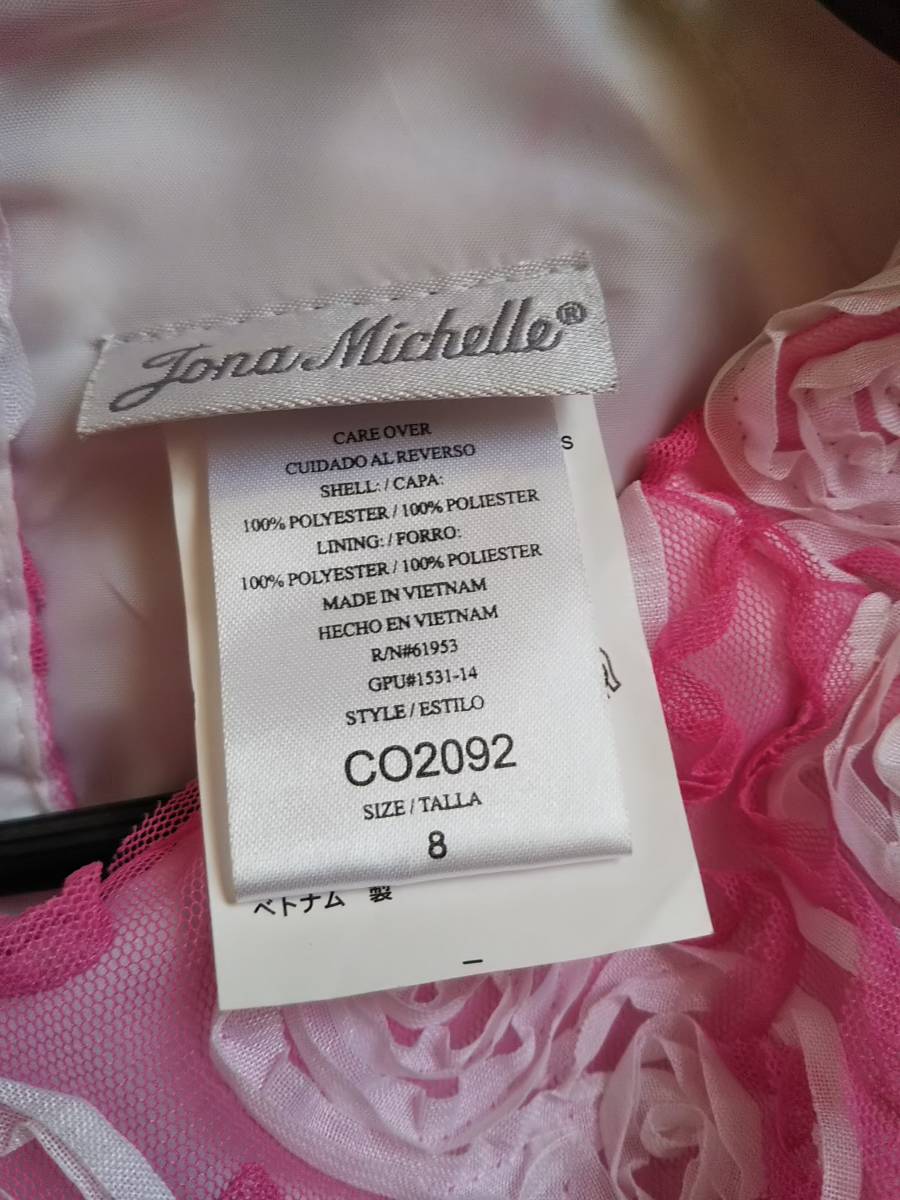 Jona Michelle®
CARE OVER
CUIDADO AL REVERSO
SHELL: / CAPA:
100% POLYESTER / 100% POLIESTER
LINING: / FORRO:
100% POLYESTER / 100% POLIESTER
MADE IN VIETNAM
HECHO EN VIETNAM
R/N#61953
GPU#1531-14
STYLE / ESTILO
CO2092
SIZE / TALLA
8
S
ベトナム 製